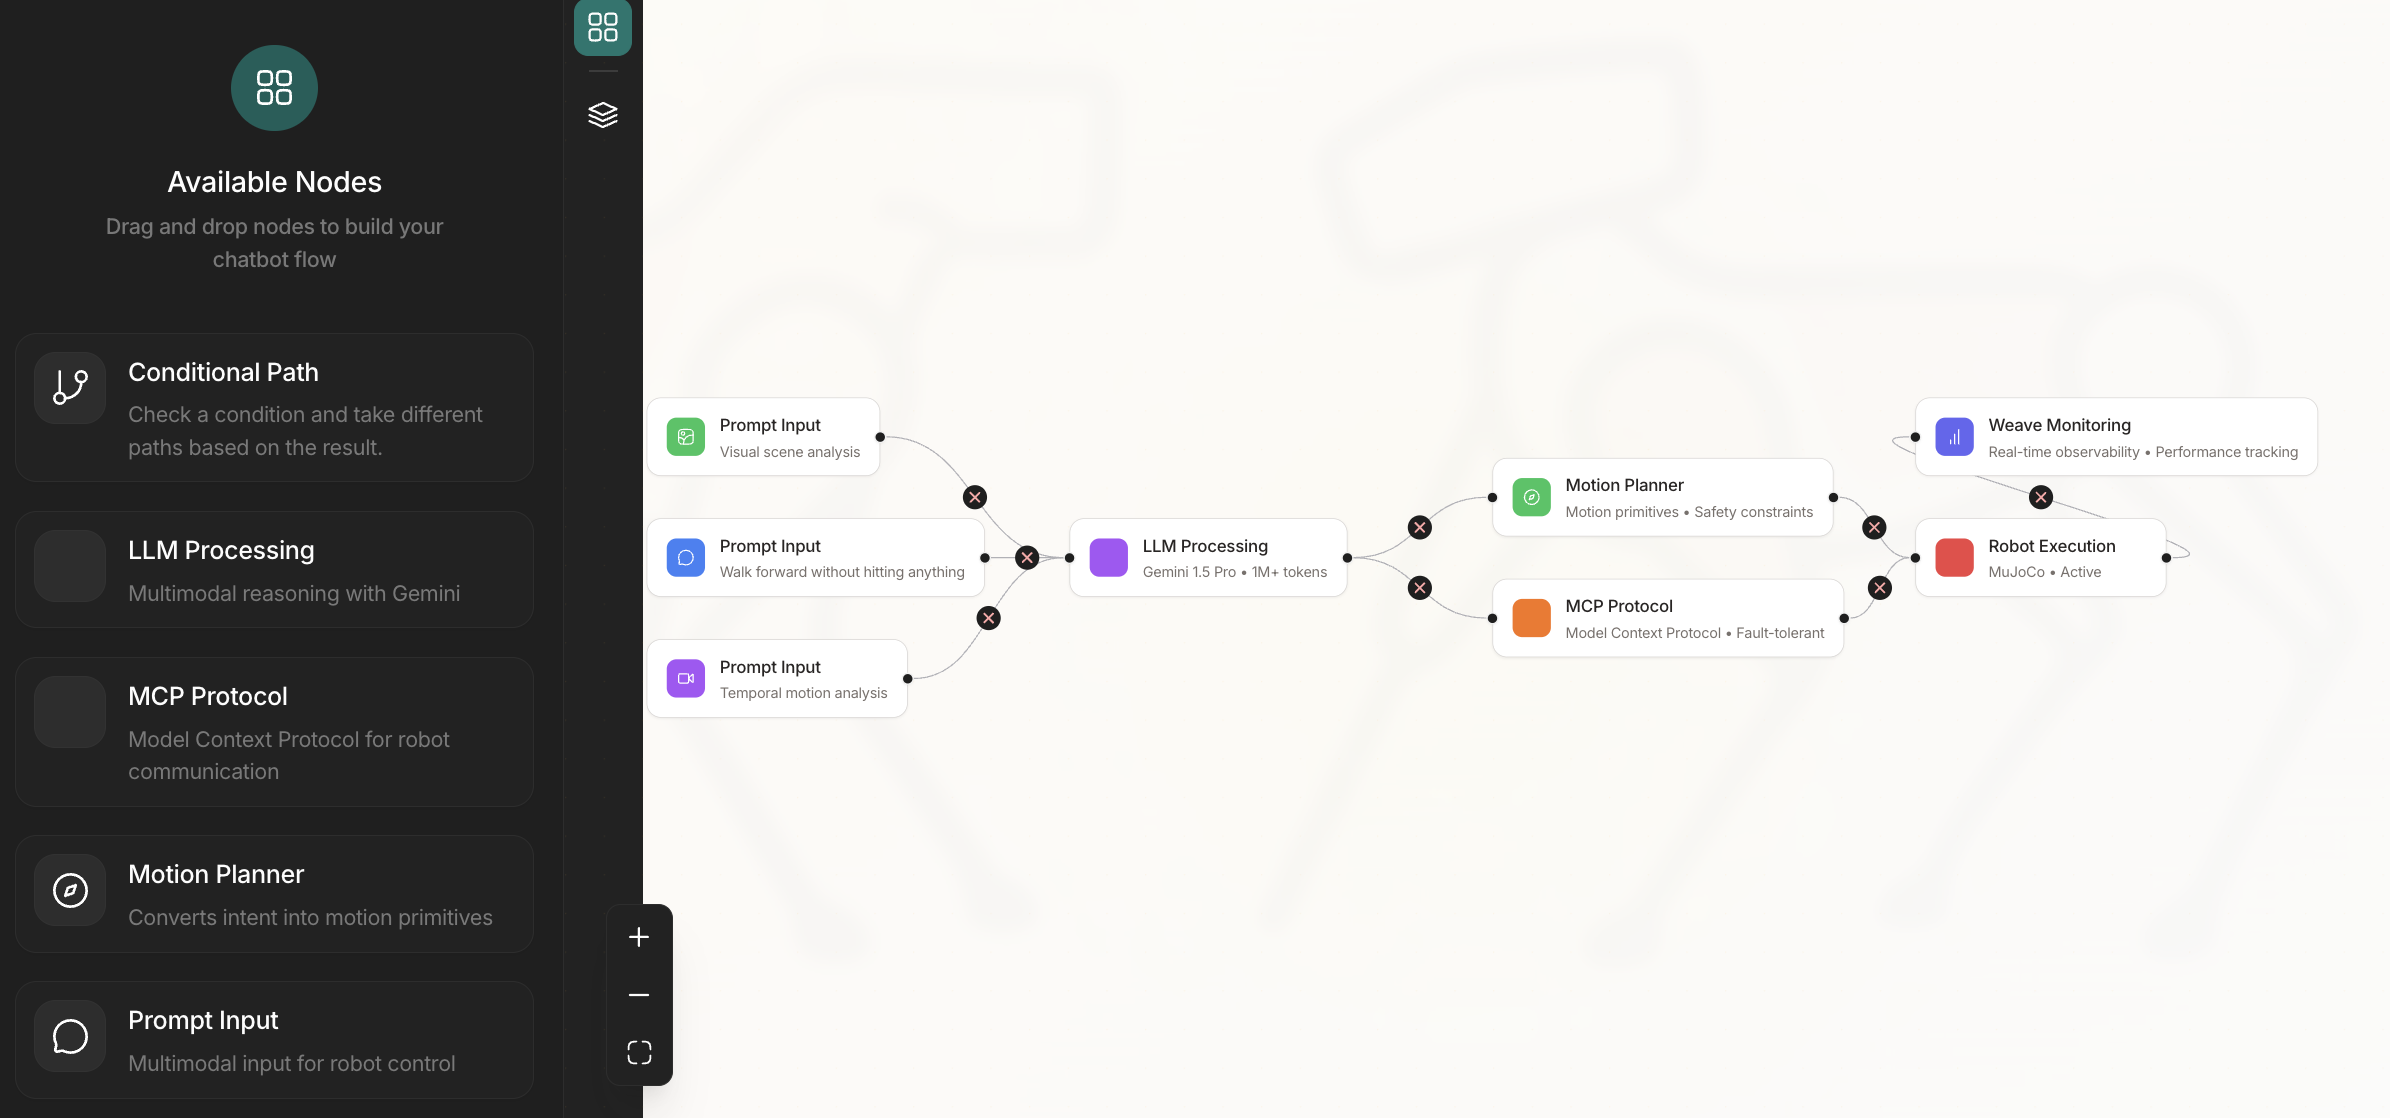 Available Nodes
Drag and drop nodes to build your
chatbot flow
Conditional Path
Check a condition and take different
paths based on the result.
LLM Processing
Multimodal reasoning with Gemini
MCP Protocol
Model Context Protocol for robot
communication
Motion Planner
Converts intent into motion primitives
Prompt Input
Multimodal input for robot control
Prompt Input
Visual scene analysis
Prompt Input
Walk forward without hitting anything
Prompt Input
Temporal motion analysis
LLM Processing
Gemini 1.5 Pro • 1M+ tokens
Motion Planner
Motion primitives • Safety constraints
MCP Protocol
Model Context Protocol • Fault-tolerant
Weave Monitoring
Real-time observability • Performance tracking
Robot Execution
MuJoCo • Active